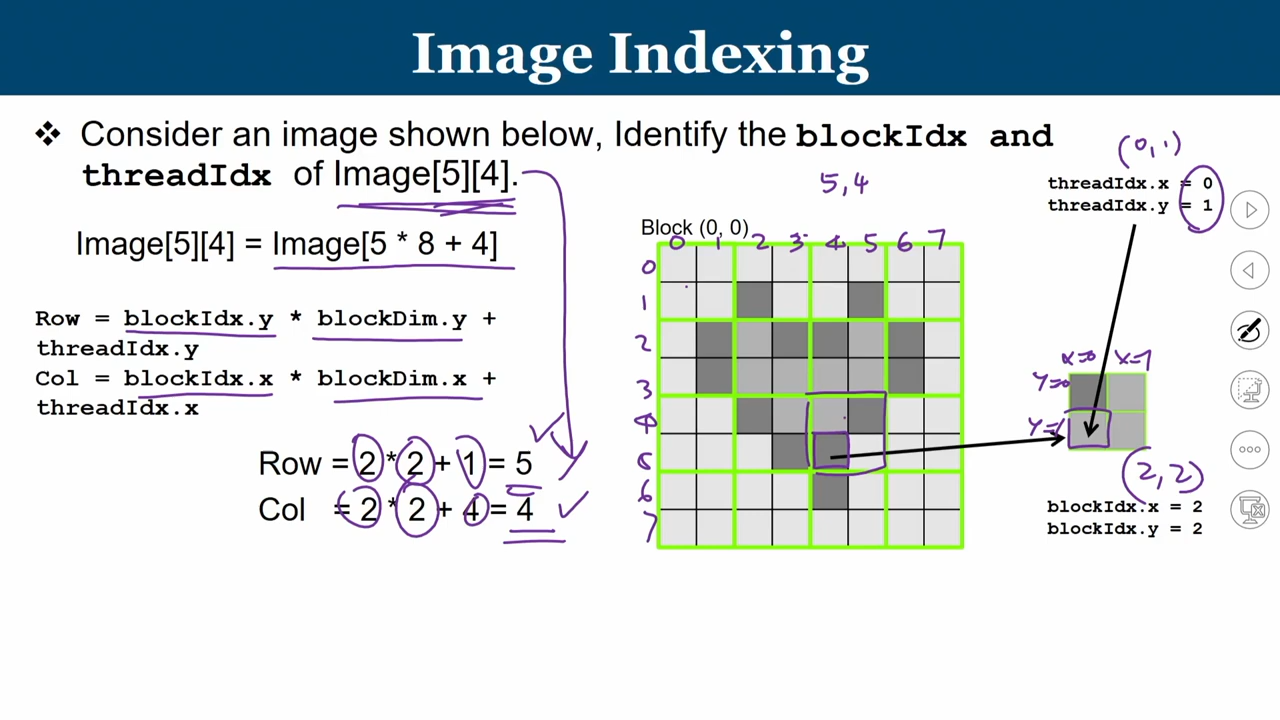 Image Indexing
❖ Consider an image shown below, Identify the blockIdx and
threadIdx of Image[5][4].
(0,1)
5,4
threadIdx.x = 0
threadIdx.y = 1
Image[5][4] = Image[5 * 8 + 4]
Block (0, 0)
0 1 2 3 4 5 6 7
0
1
2
3
4
5
6
7
Row = blockIdx.y * blockDim.y +
threadIdx.y
Col = blockIdx.x * blockDim.x +
threadIdx.x
x=0 x=1
y=0
y=1
Row = 2 * 2 + 1 = 5
Col = 2 * 2 + 4 = 4
(2,2)
blockIdx.x = 2
blockIdx.y = 2